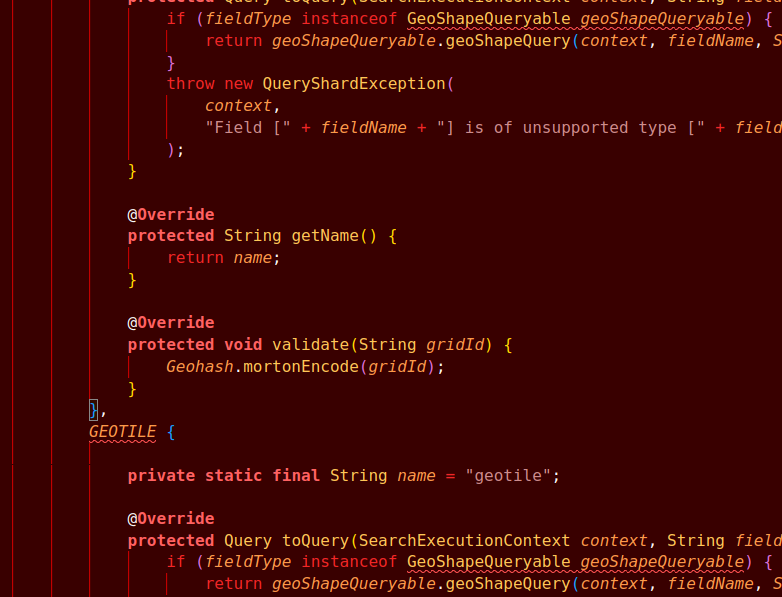 protected Query toQuery(SearchExecutionContext context, String field
if (fieldType instanceof GeoShapeQueryable geoShapeQueryable) {
return geoShapeQueryable.geoShapeQuery(context, fieldName, S
}
throw new QueryShardException(
context,
"Field [" + fieldName + "] is of unsupported type [" + field
);
}
@Override
protected String getName() {
return name;
}
@Override
protected void validate(String gridId) {
Geohash.mortonEncode(gridId);
}
},
GEOTILE {
private static final String name = "geotile";
@Override
protected Query toQuery(SearchExecutionContext context, String field
if (fieldType instanceof GeoShapeQueryable geoShapeQueryable) {
return geoShapeQueryable.geoShapeQuery(context, fieldName, S